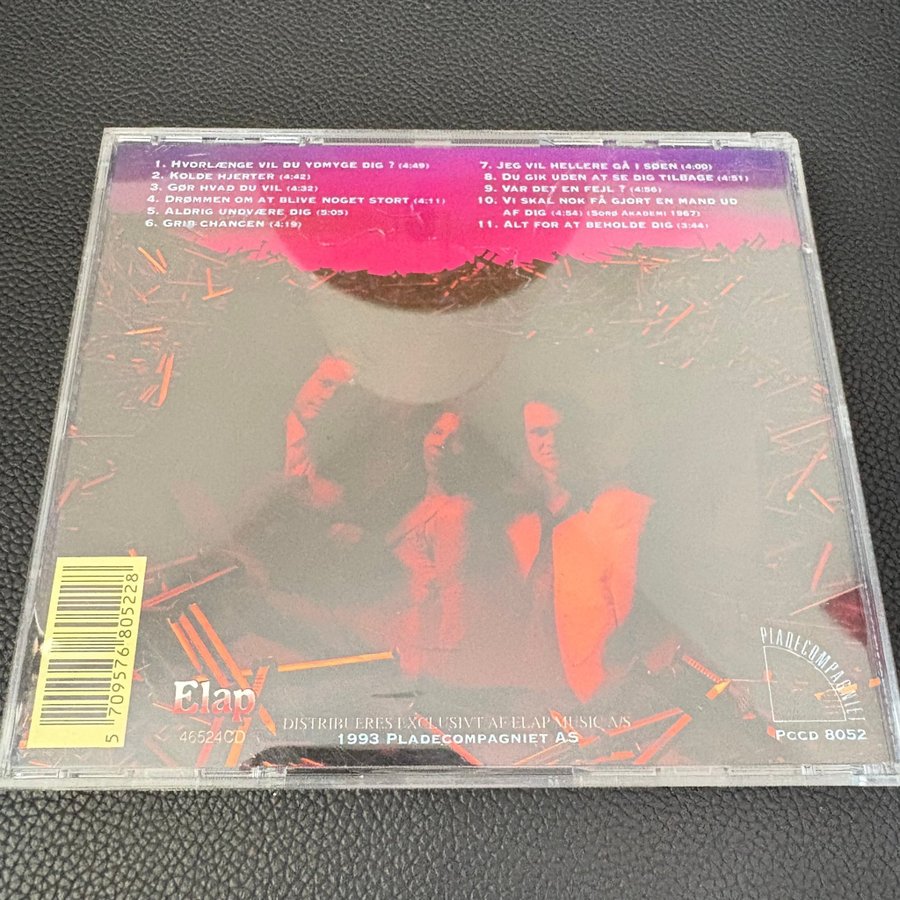 1. Hvorlænge vil du ydmyge dig ? (4:49)
2. Kolde hjerter (4:42)
3. Gør hvad du vil (4:32)
4. Drømmen om at blive noget stort (4:11)
5. Aldrig undvære dig (5:05)
6. Grib chancen (4:19)
7. Jeg vil hellere gå i søen (4:00)
8. Du gik uden at se dig tilbage (4:51)
9. Var det en fejl ? (4:56)
10. Vi skal nok få gjort en mand ud
af dig (4:54) (Sorø Akademi 1967)
11. Alt for at beholde dig (3:44)
5 709576 805228
Elap
46524CD
DISTRIBUERES EXCLUSIVT AF ELAP MUSIC A/S
1993 Pladecompagniet AS
PLADECOMPAGNIET
PCCD 8052